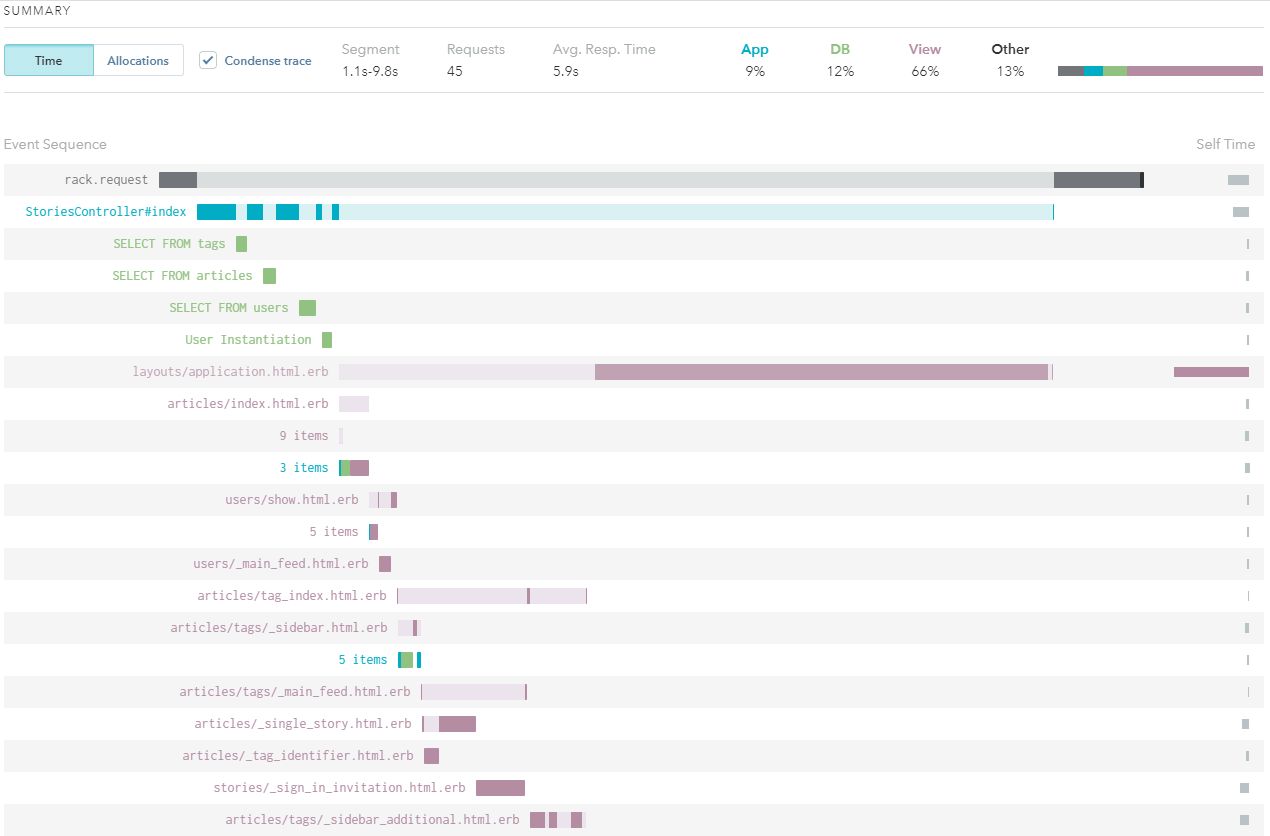 SUMMARY
Time Allocations Condense trace Segment Requests Avg. Resp. Time App DB View Other
1.1s-9.8s 45 5.9s 9% 12% 66% 13%
Event Sequence Self Time
rack.request
StoriesController#index
SELECT FROM tags
SELECT FROM articles
SELECT FROM users
User Instantiation
layouts/application.html.erb
articles/index.html.erb
9 items
3 items
users/show.html.erb
5 items
users/_main_feed.html.erb
articles/tag_index.html.erb
articles/tags/_sidebar.html.erb
5 items
articles/tags/_main_feed.html.erb
articles/_single_story.html.erb
articles/_tag_identifier.html.erb
stories/_sign_in_invitation.html.erb
articles/tags/_sidebar_additional.html.erb